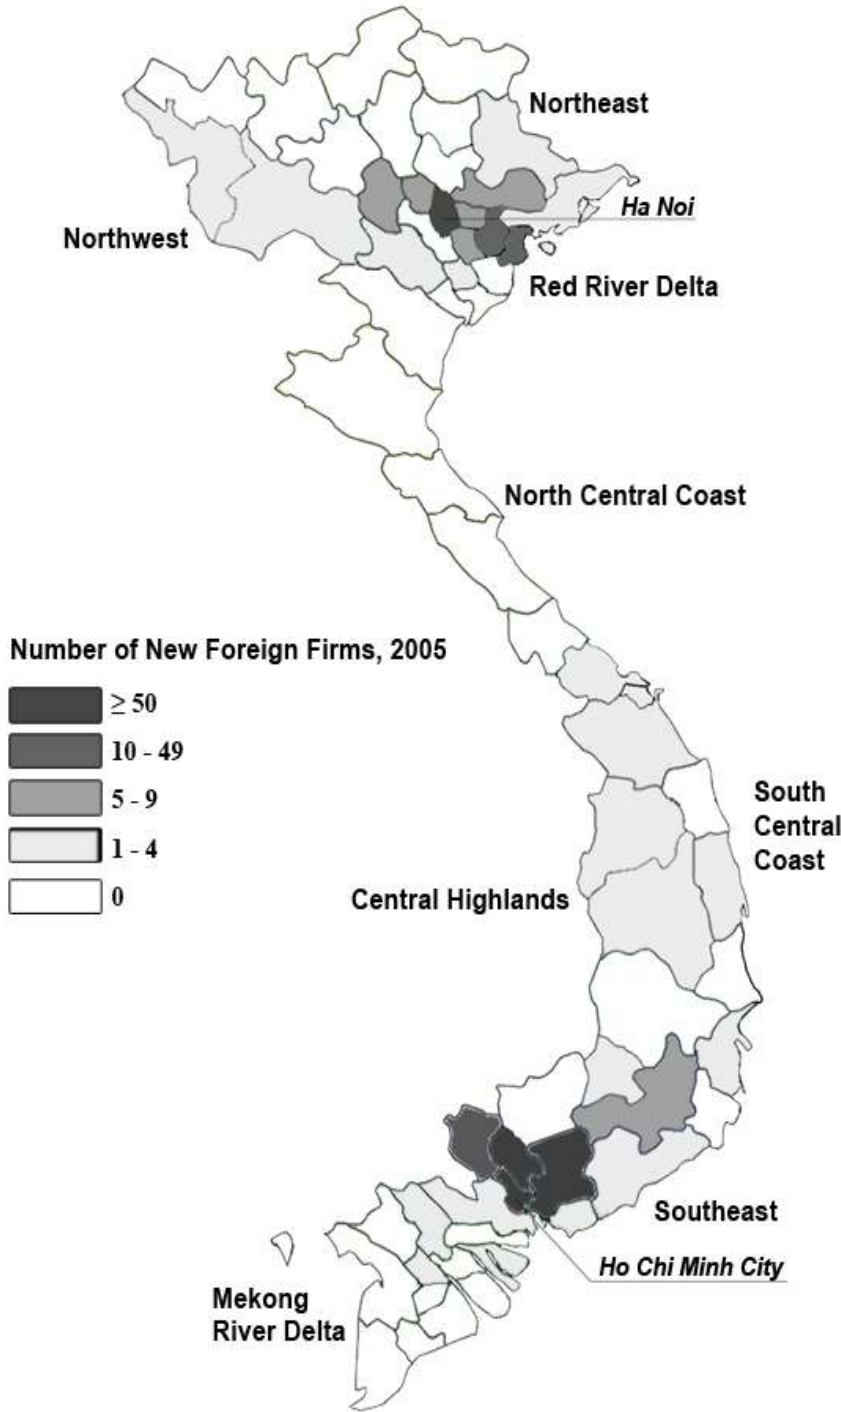 Northeast
Ha Noi
Northwest
Red River Delta
North Central Coast
Number of New Foreign Firms, 2005
≥ 50
10 - 49
5 - 9
1 - 4
0
South
Central
Coast
Central Highlands
Southeast
Ho Chi Minh City
Mekong
River Delta